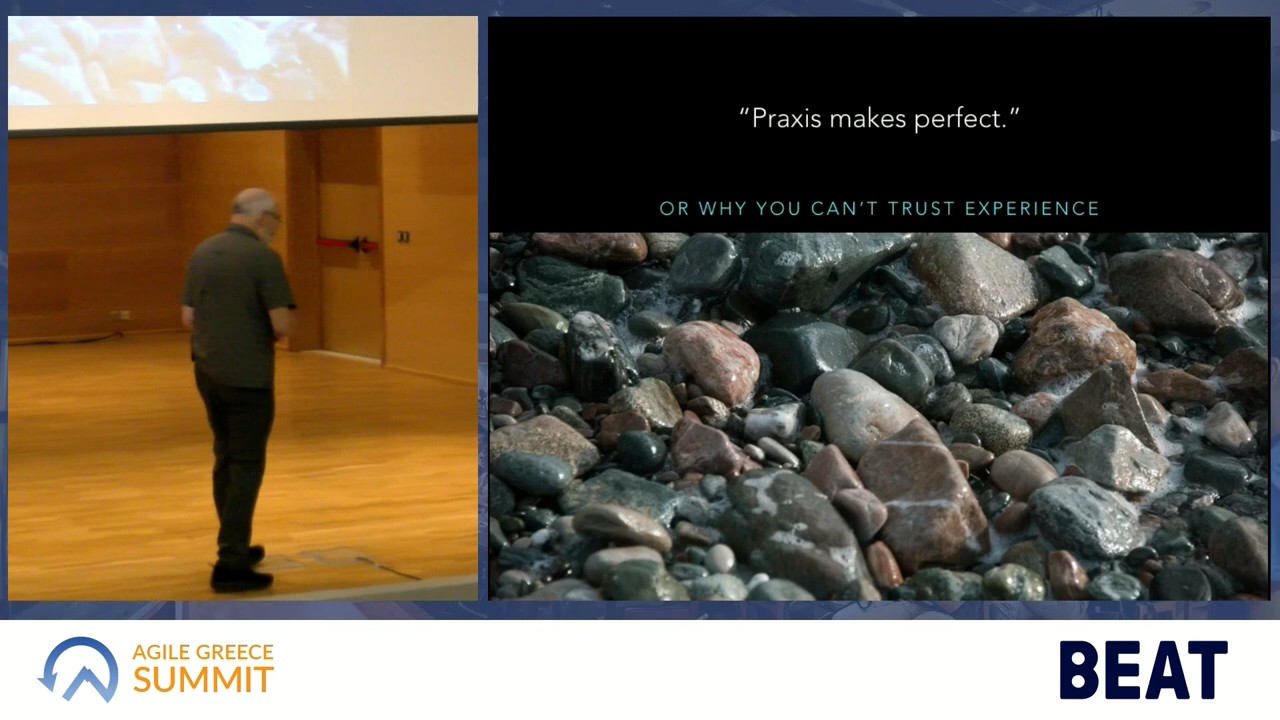 “Praxis makes perfect.”
OR WHY YOU CAN’T TRUST EXPERIENCE
AGILE GREECE
SUMMIT
BEAT